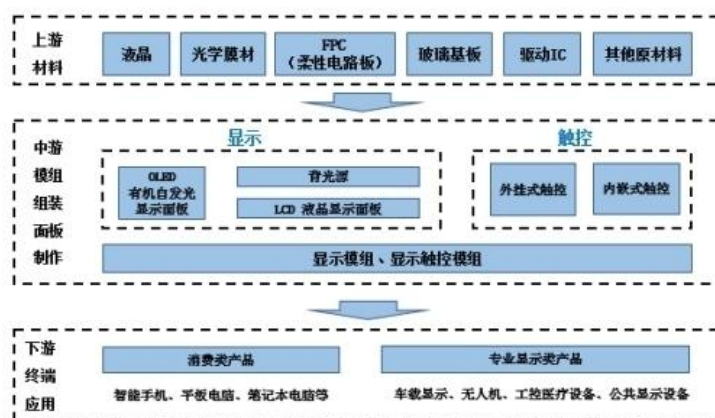 上游
材料
液晶
光学膜材
FPC
（柔性电路板）
玻璃基板
驱动IC
其他原材料
中游
模组
组装
面板
制作
显示
触控
OLED
有机自发光
显示面板
背光源
LCD 液晶显示面板
外挂式触控
内嵌式触控
显示模组、显示触控模组
下游
终端
应用
消费类产品
专业显示类产品
智能手机、平板电脑、笔记本电脑等
车载显示、无人机、工控医疗设备、公共显示设备